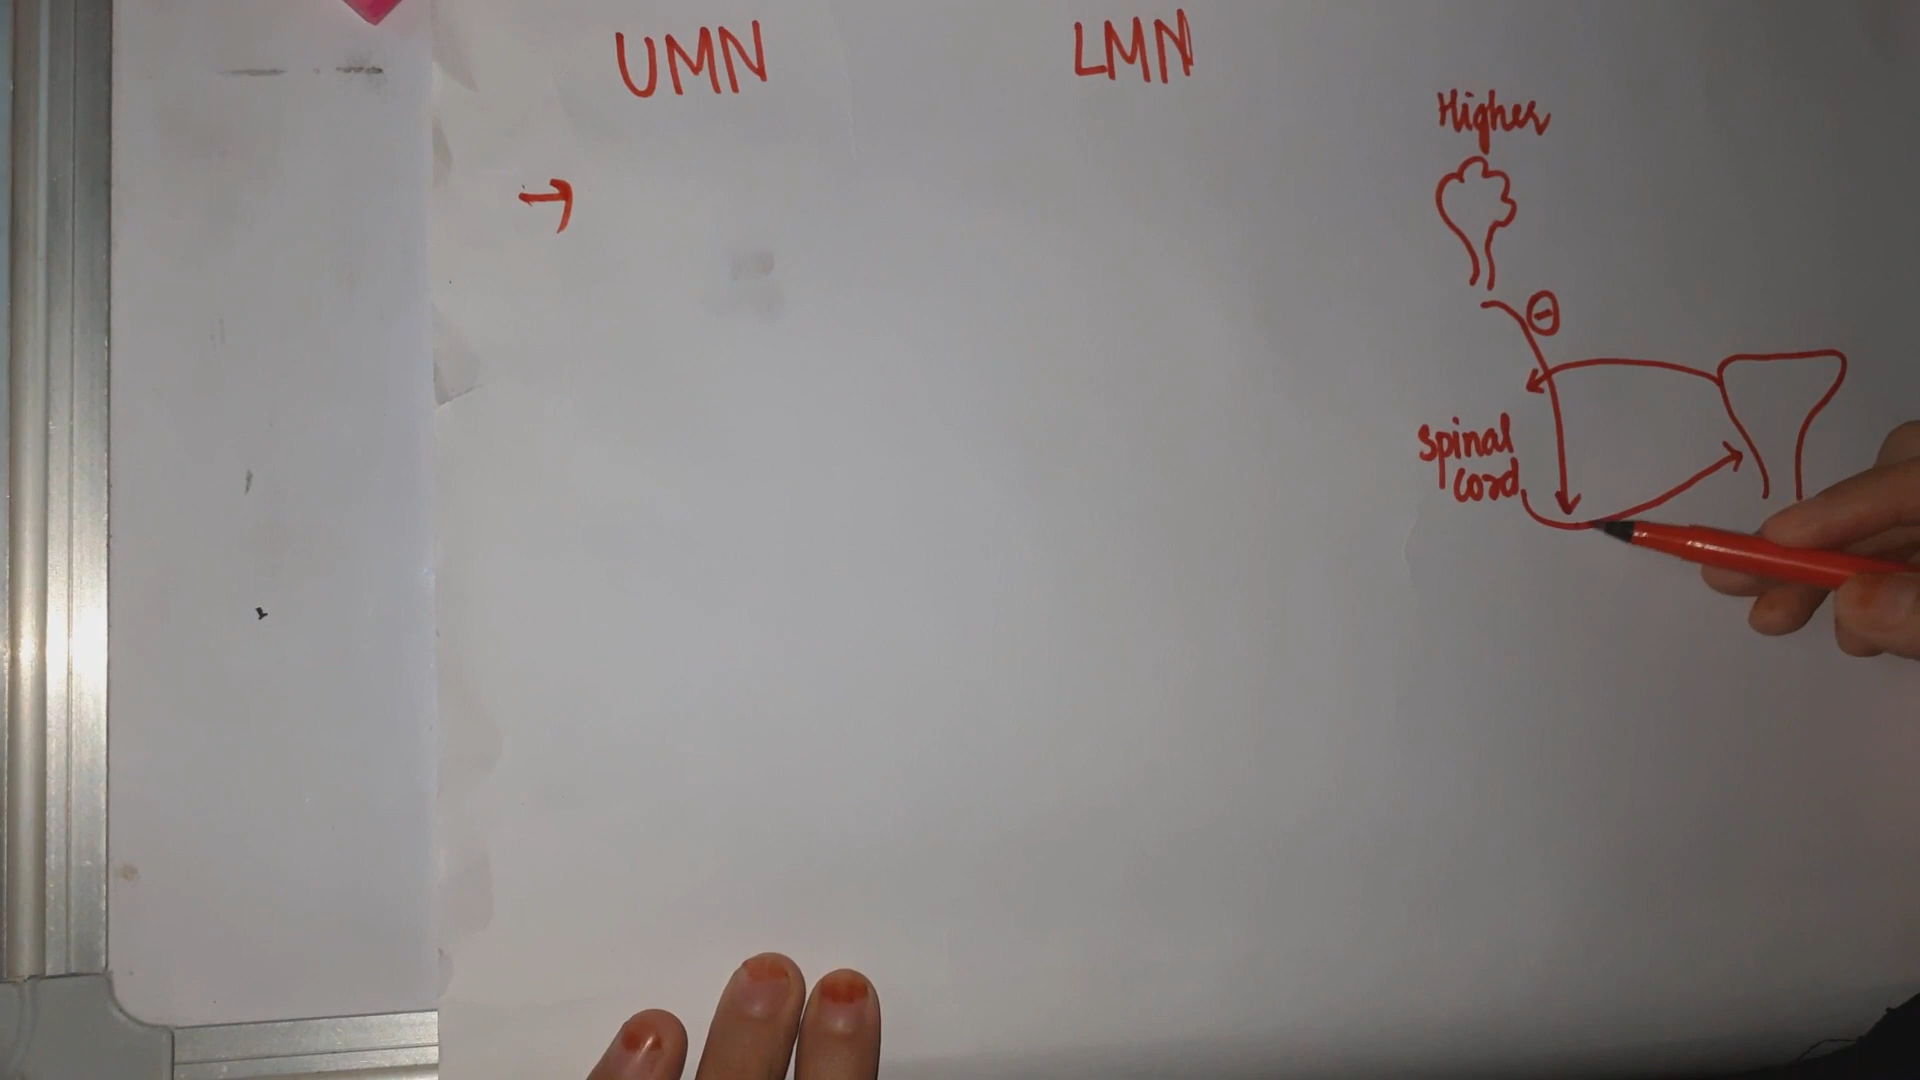 UMN LMN
Higher
→
⊖
Spinal
Cord